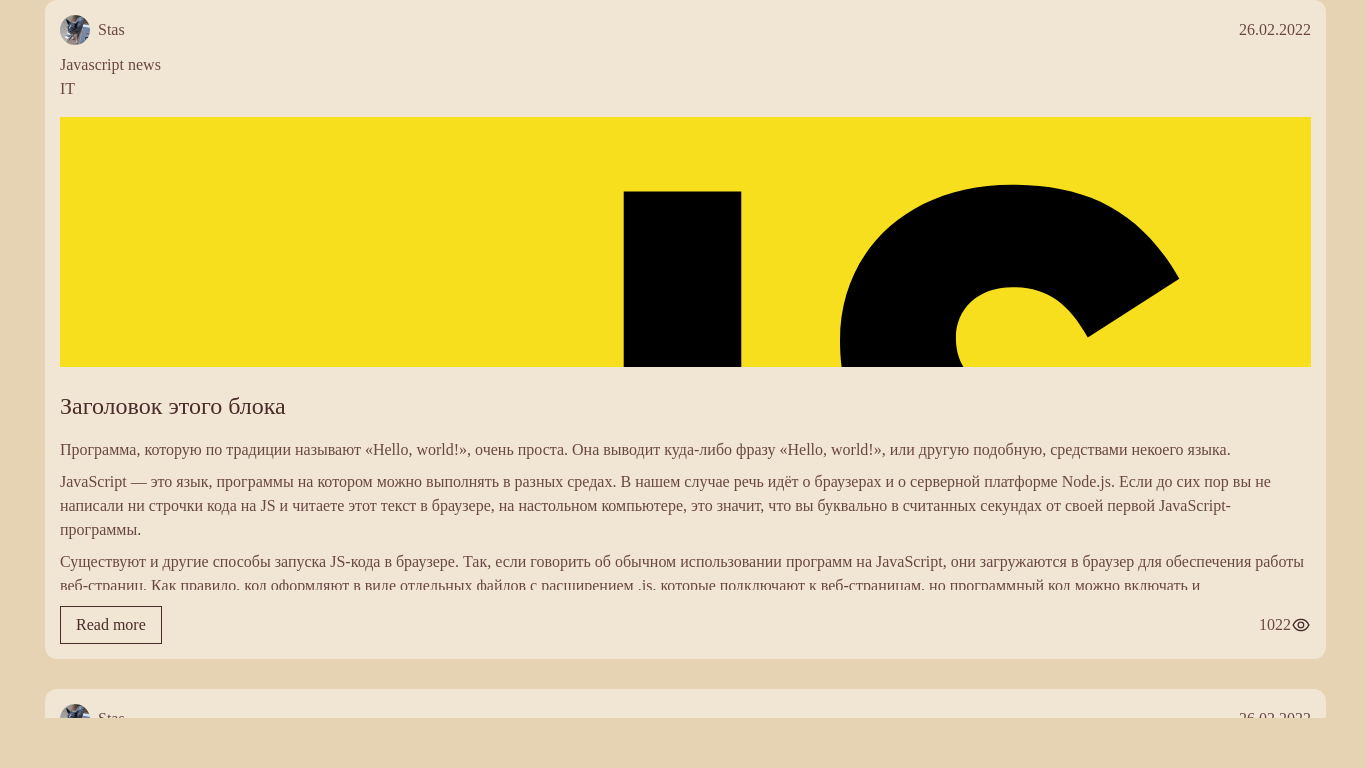 Stas
26.02.2022
Javascript news
IT
JS
Заголовок этого блока
Программа, которую по традиции называют «Hello, world!», очень проста. Она выводит куда-либо фразу «Hello, world!», или другую подобную, средствами некоего языка.
JavaScript — это язык, программы на котором можно выполнять в разных средах. В нашем случае речь идёт о браузерах и о серверной платформе Node.js. Если до сих пор вы не
написали ни строчки кода на JS и читаете этот текст в браузере, на настольном компьютере, это значит, что вы буквально в считанных секундах от своей первой JavaScript-
программы.
Существуют и другие способы запуска JS-кода в браузере. Так, если говорить об обычном использовании программ на JavaScript, они загружаются в браузер для обеспечения работы
веб-страниц. Как правило, код оформляют в виде отдельных файлов с расширением .js, которые подключают к веб-страницам, но программный код можно включать и
Read more
1022
Stas
26.02.2022